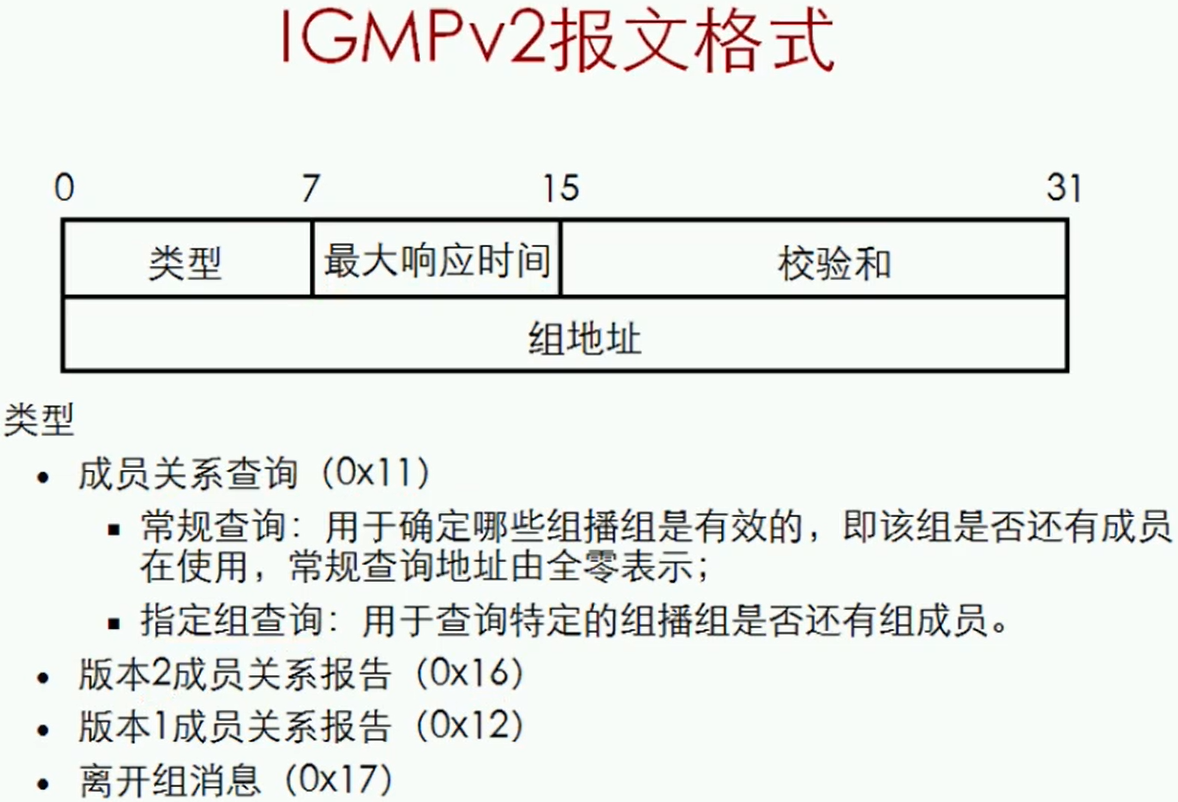 IGMPv2报文格式
0 7 15 31
类型 最大响应时间 校验和
组地址
类型
• 成员关系查询（0x11）
▪ 常规查询：用于确定哪些组播组是有效的，即该组是否还有成员
在使用，常规查询地址由全零表示；
▪ 指定组查询：用于查询特定的组播组是否还有组成员。
• 版本2成员关系报告（0x16）
• 版本1成员关系报告（0x12）
• 离开组消息（0x17）